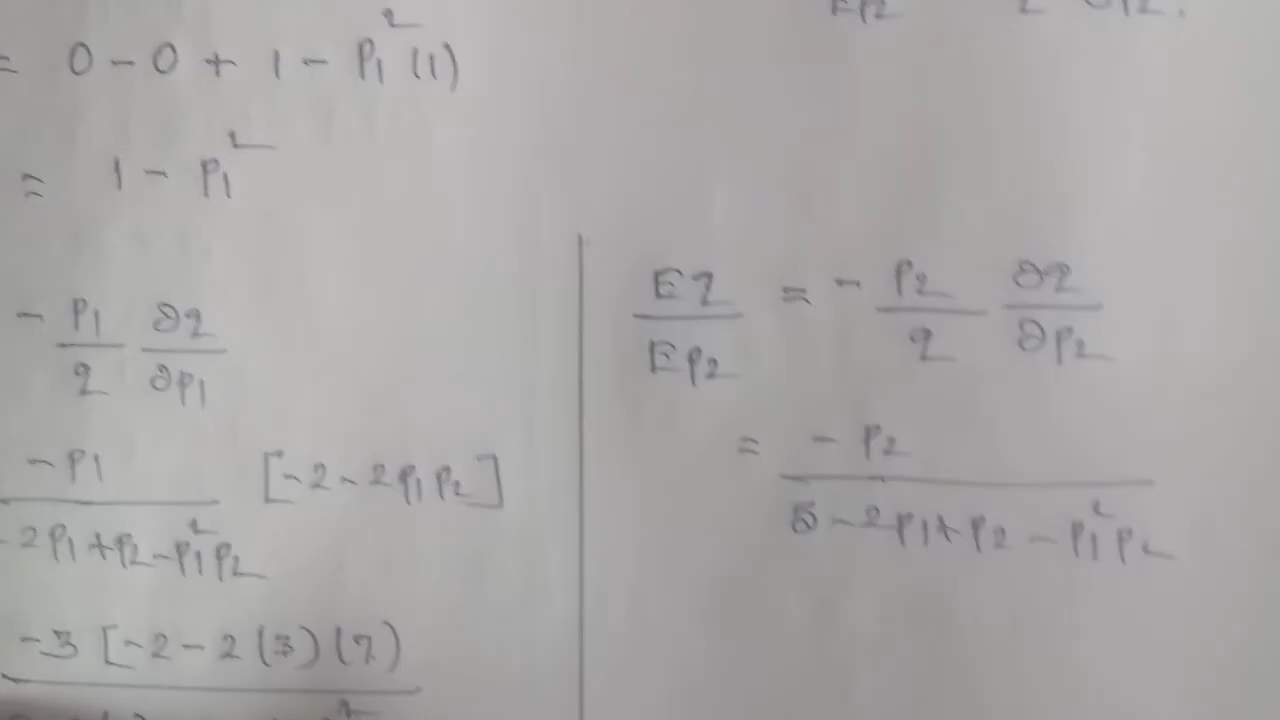 = 0 - 0 + 1 - P₁² (1)
= 1 - P₁²
- P₁/q ∂q/∂p₁
-P₁ / 2P₁+P₂-P₁²P₂ [-2-2P₁P₂]
-3 [-2-2(3)(7)
Eq/Ep₂ = - P₂/q ∂q/∂p₂
= - P₂ / 5-2P₁+P₂-P₁²P₂